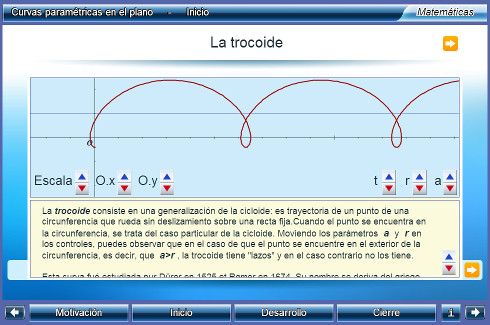 Curvas paramétricas en el plano - Inicio
Matemáticas
La trocoide
Escala O.x O.y t r a
La trocoide consiste en una generalización de la cicloide: es trayectoria de un punto de una
circunferencia que rueda sin deslizamiento sobre una recta fija.Cuando el punto se encuentra en
la circunferencia, se trata del caso particular de la cicloide. Moviendo los parámetros a y r en
los controles, puedes observar que en el caso de que el punto se encuentre en el exterior de la
circunferencia, es decir, que a>r , la trocoide tiene "lazos" y en el caso contrario no los tiene.
Esta curva fué estudiada por Dürer en 1525 et Romer en 1674. Su nombre se deriva del griego
Motivación Inicio Desarrollo Cierre i